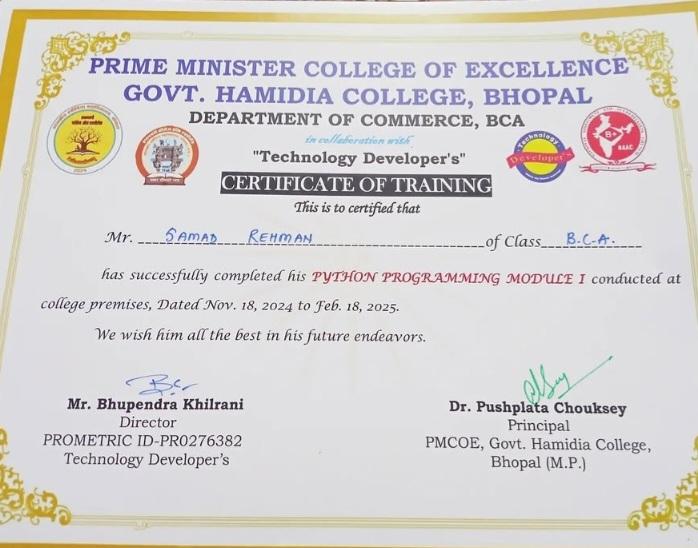 PRIME MINISTER COLLEGE OF EXCELLENCE
GOVT. HAMIDIA COLLEGE, BHOPAL
DEPARTMENT OF COMMERCE, BCA
in collaboration with
"Technology Developer's"
Technology
Developer's
B+
NAAC
2024
CERTIFICATE OF TRAINING
This is to certified that
Mr. SAMAD REHMAN of Class B.C.A.
has successfully completed his PYTHON PROGRAMMING MODULE I conducted at
college premises, Dated Nov. 18, 2024 to Feb. 18, 2025.
We wish him all the best in his future endeavors.
Mr. Bhupendra Khilrani
Director
PROMETRIC ID-PR0276382
Technology Developer's
Dr. Pushplata Chouksey
Principal
PMCOE, Govt. Hamidia College,
Bhopal (M.P.)